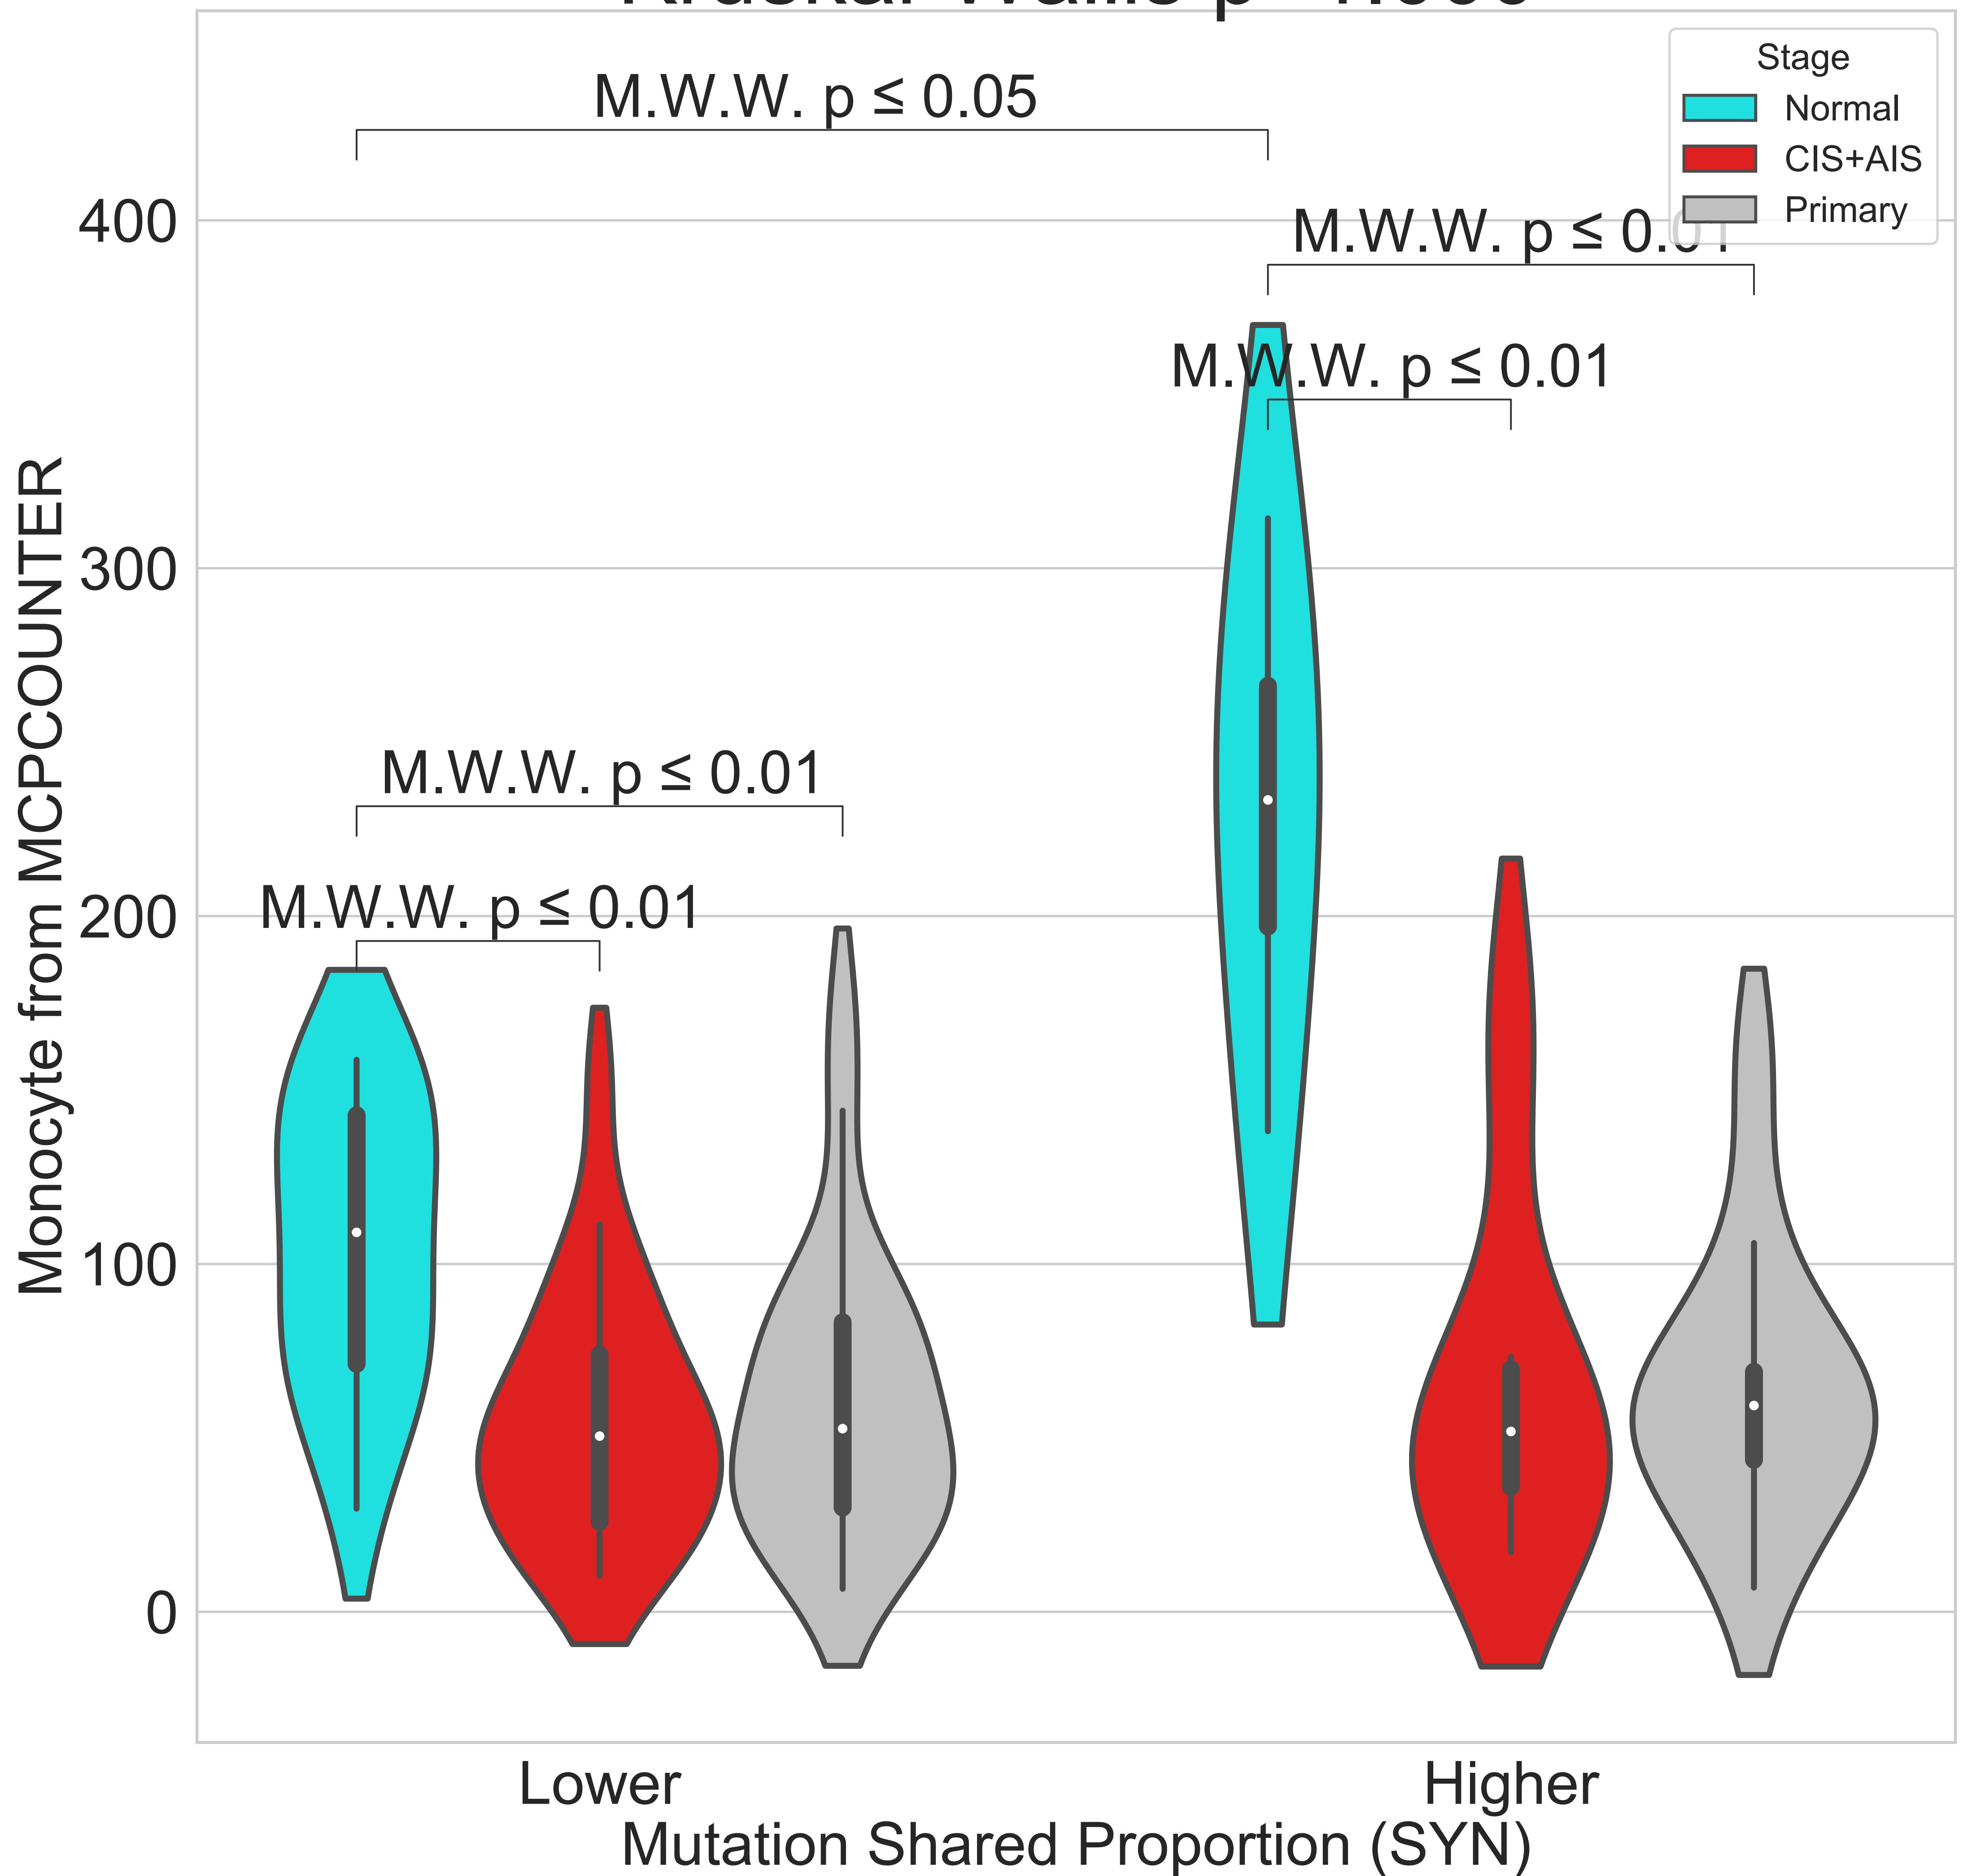 M.W.W. p ≤ 0.05
Stage
Normal
CIS+AIS
Primary
M.W.W. p ≤ 0.01
M.W.W. p ≤ 0.01
M.W.W. p ≤ 0.01
M.W.W. p ≤ 0.01
Monocyte from MCPCOUNTER
400
300
200
100
0
Lower
Higher
Mutation Shared Proportion (SYN)